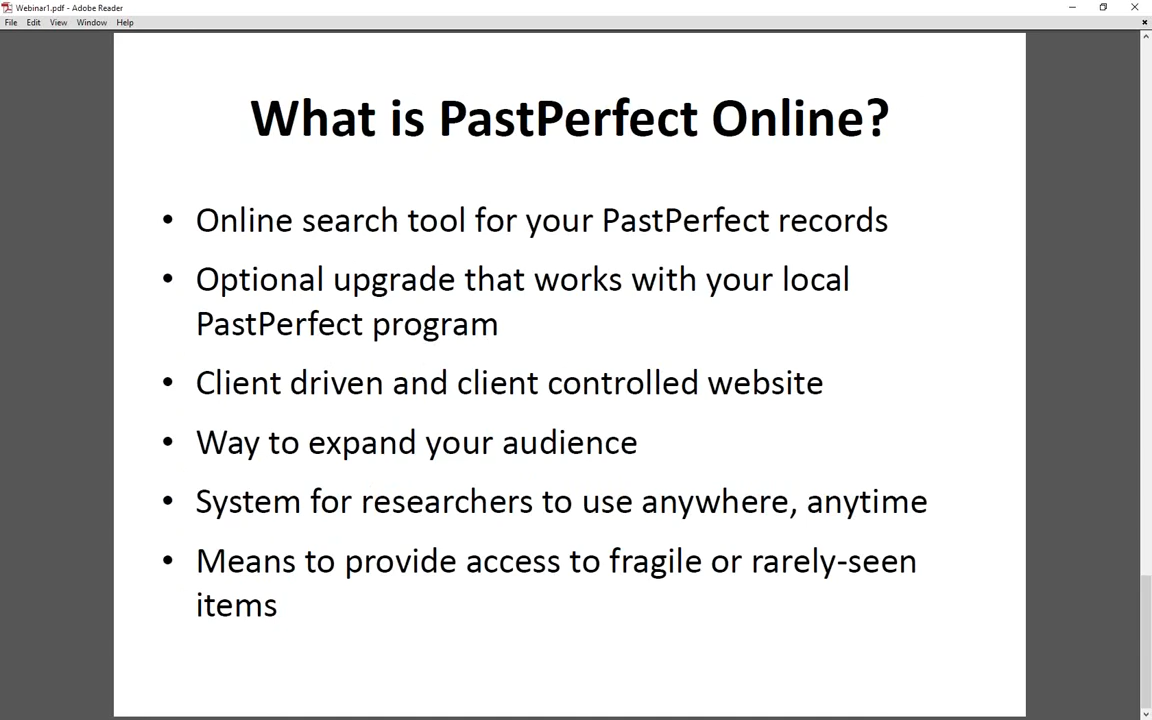 Webinar1.pdf - Adobe Reader
File Edit View Window Help
What is PastPerfect Online?
• Online search tool for your PastPerfect records
• Optional upgrade that works with your local
PastPerfect program
• Client driven and client controlled website
• Way to expand your audience
• System for researchers to use anywhere, anytime
• Means to provide access to fragile or rarely-seen
items